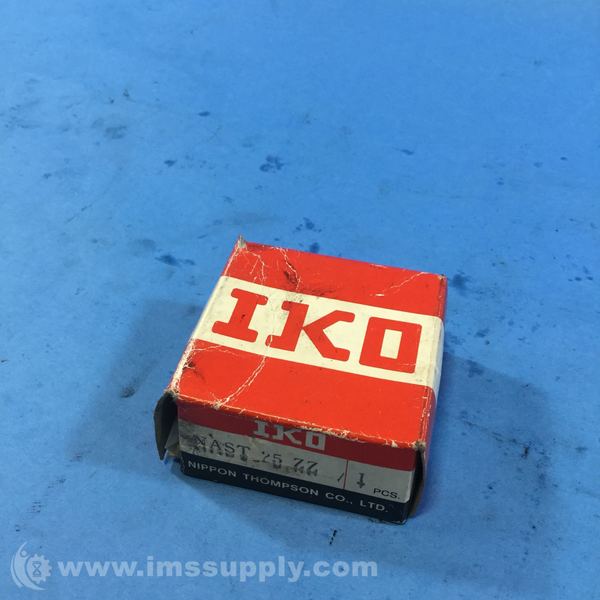 IKO
IKO
NAST 25 ZZ
1 PCS.
NIPPON THOMPSON CO., LTD.
www.imssupply.com